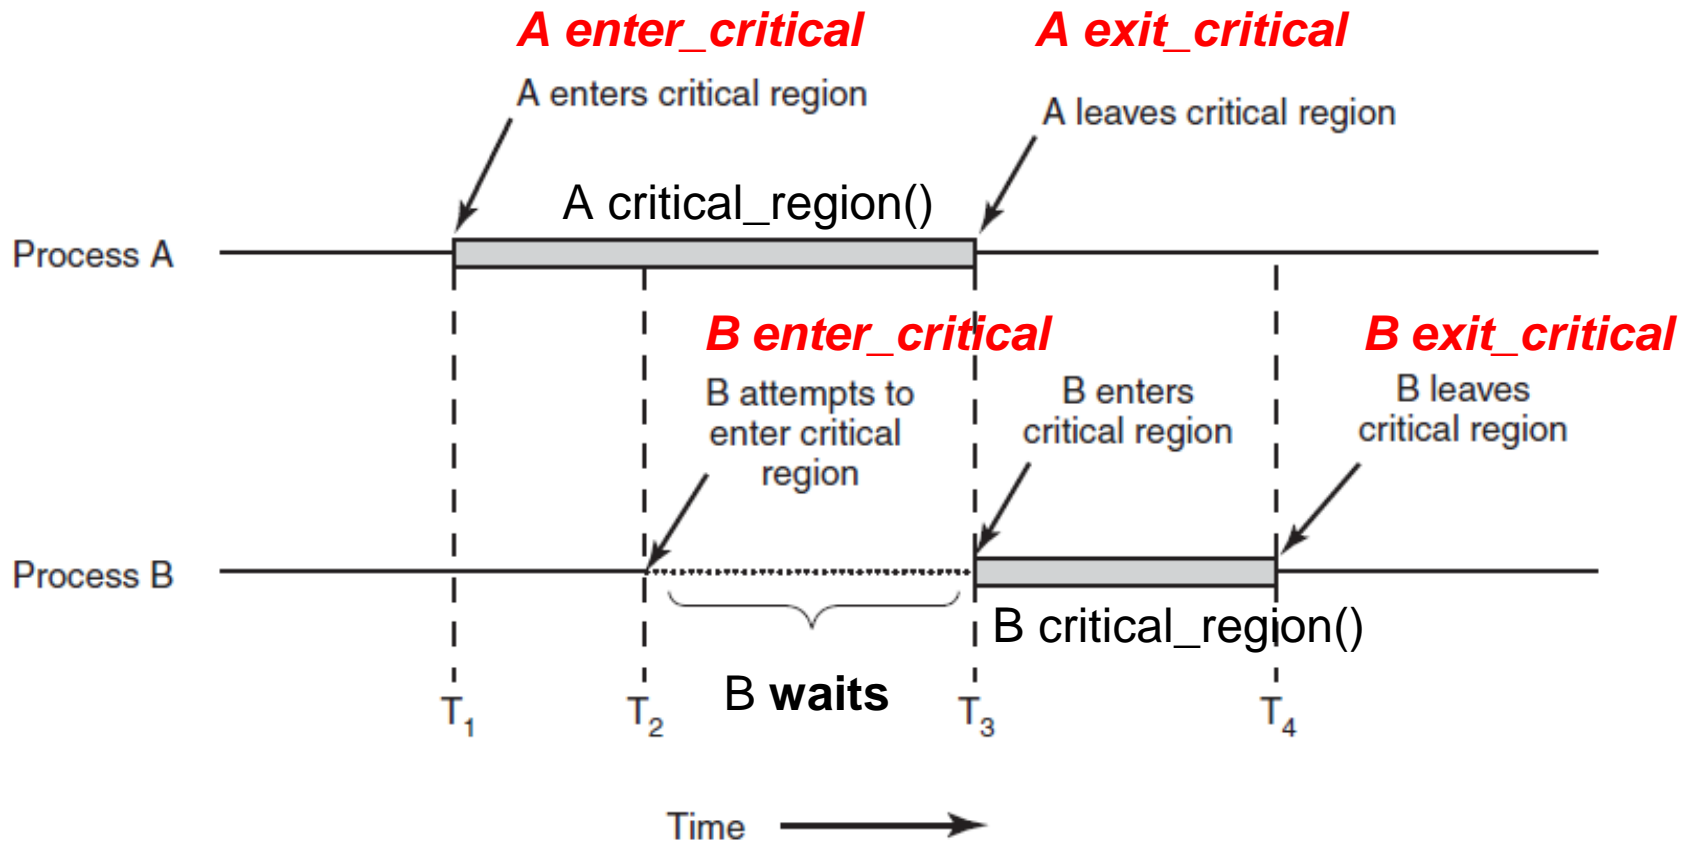 A enter_critical
A exit_critical
A enters critical region
A leaves critical region
A critical_region()
Process A
B enter_critical
B exit_critical
B attempts to
enter critical
region
B enters
critical region
B leaves
critical region
Process B
B critical_region()
B waits
T1
T2
T3
T4
Time